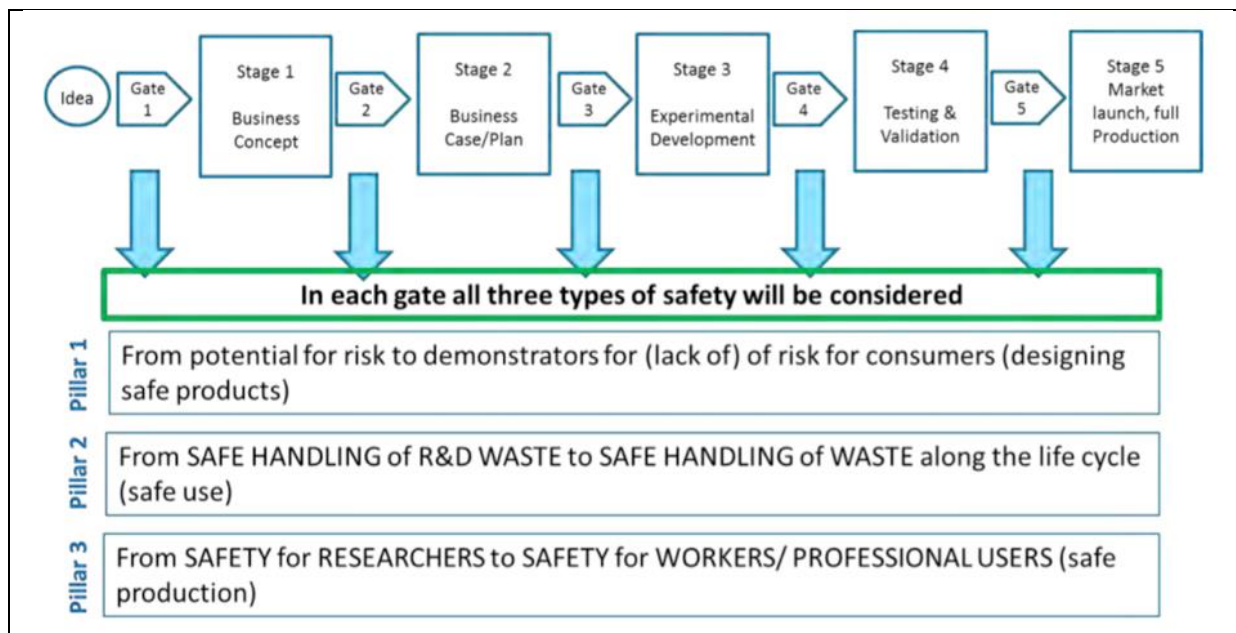 Idea
Gate
1
Stage 1
Business
Concept
Gate
2
Stage 2
Business
Case/Plan
Gate
3
Stage 3
Experimental
Development
Gate
4
Stage 4
Testing &
Validation
Gate
5
Stage 5
Market
launch, full
Production
In each gate all three types of safety will be considered
Pillar 1
From potential for risk to demonstrators for (lack of) of risk for consumers (designing
safe products)
Pillar 2
From SAFE HANDLING of R&D WASTE to SAFE HANDLING of WASTE along the life cycle
(safe use)
Pillar 3
From SAFETY for RESEARCHERS to SAFETY for WORKERS/ PROFESSIONAL USERS (safe
production)